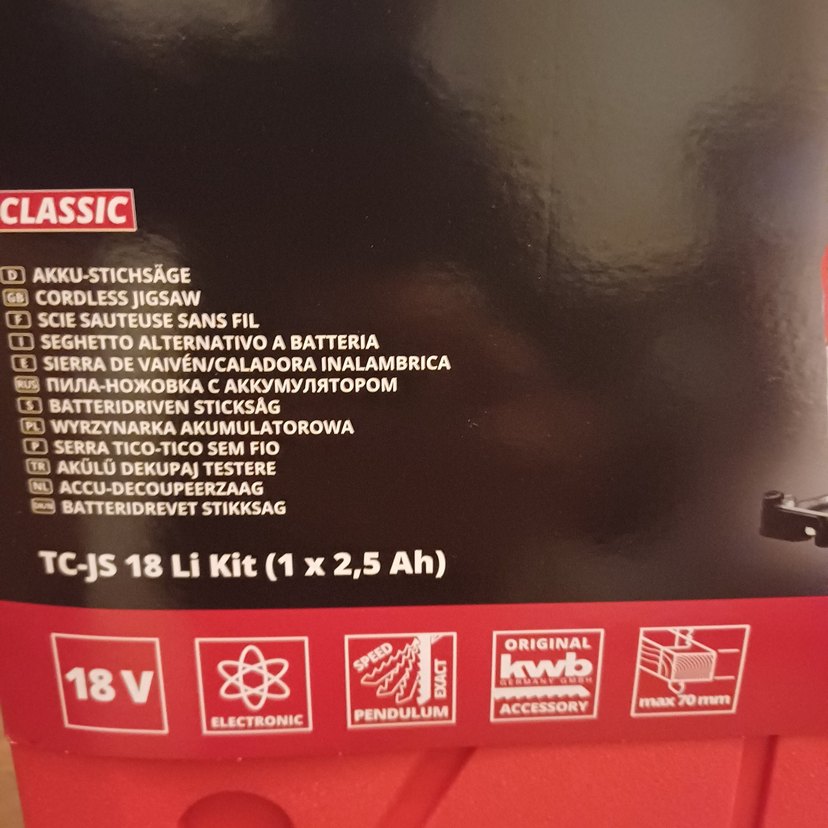 CLASSIC
D AKKU-STICHSÄGE
GB CORDLESS JIGSAW
F SCIE SAUTEUSE SANS FIL
I SEGHETTO ALTERNATIVO A BATTERIA
E SIERRA DE VAIVÉN/CALADORA INALAMBRICA
RUS ПИЛА-НОЖОВКА С АККУМУЛЯТОРОМ
S BATTERIDRIVEN STICKSÅG
PL WYRZYNARKA AKUMULATOROWA
P SERRA TICO-TICO SEM FIO
TR AKÜLÜ DEKUPAJ TESTERE
NL ACCU-DECOUPEERZAAG
BATTERIDREVET STIKKSAG
TC-JS 18 Li Kit (1 x 2,5 Ah)
18 V
ELECTRONIC
SPEED
EXACT
PENDULUM
ORIGINAL
kwb
GERMANY GMBH
ACCESSORY
max 70 mm